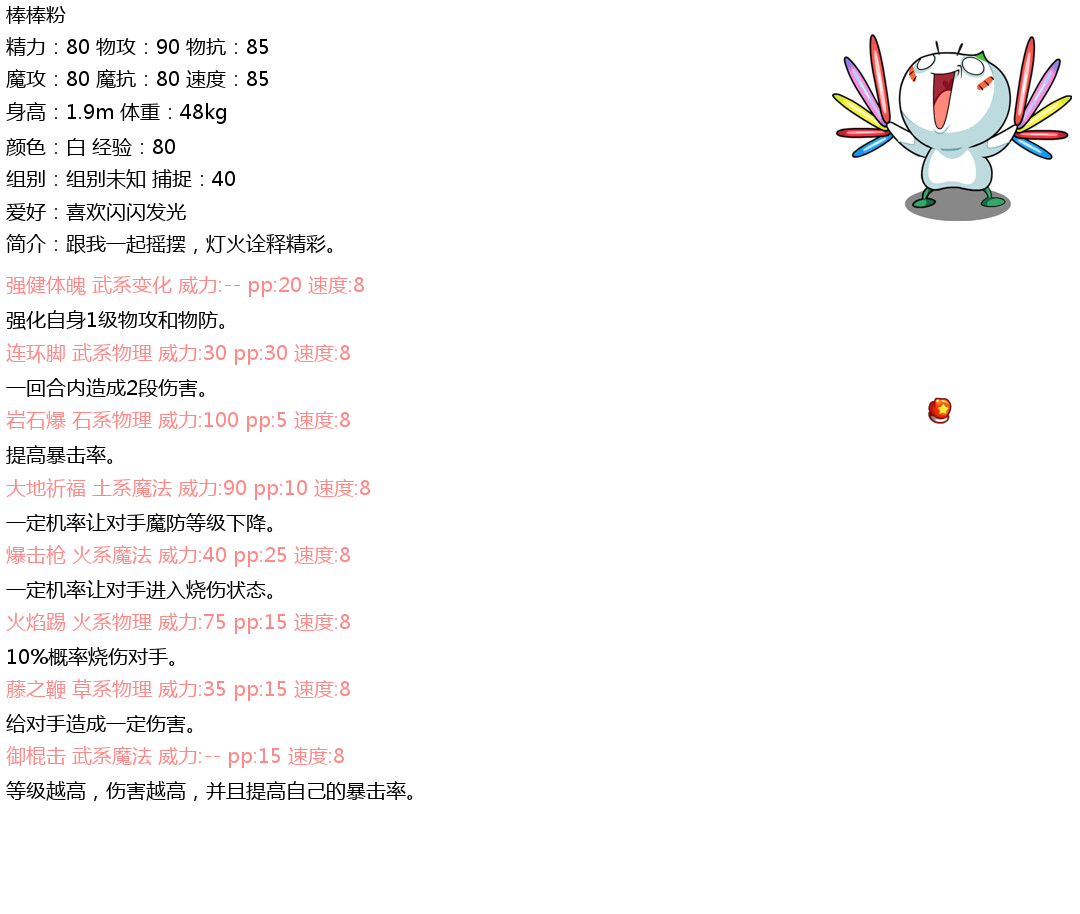 棒棒粉
精力：80 物攻：90 物抗：85
魔攻：80 魔抗：80 速度：85
身高：1.9m 体重：48kg
颜色：白 经验：80
组别：组别未知 捕捉：40
爱好：喜欢闪闪发光
简介：跟我一起摇摆，灯火诠释精彩。
强健体魄 武系变化 威力:-- pp:20 速度:8
强化自身1级物攻和物防。
连环脚 武系物理 威力:30 pp:30 速度:8
一回合内造成2段伤害。
岩石爆 石系物理 威力:100 pp:5 速度:8
提高暴击率。
大地祈福 土系魔法 威力:90 pp:10 速度:8
一定机率让对手魔防等级下降。
爆击枪 火系魔法 威力:40 pp:25 速度:8
一定机率让对手进入烧伤状态。
火焰踢 火系物理 威力:75 pp:15 速度:8
10%概率烧伤对手。
藤之鞭 草系物理 威力:35 pp:15 速度:8
给对手造成一定伤害。
御棍击 武系魔法 威力:-- pp:15 速度:8
等级越高，伤害越高，并且提高自己的暴击率。